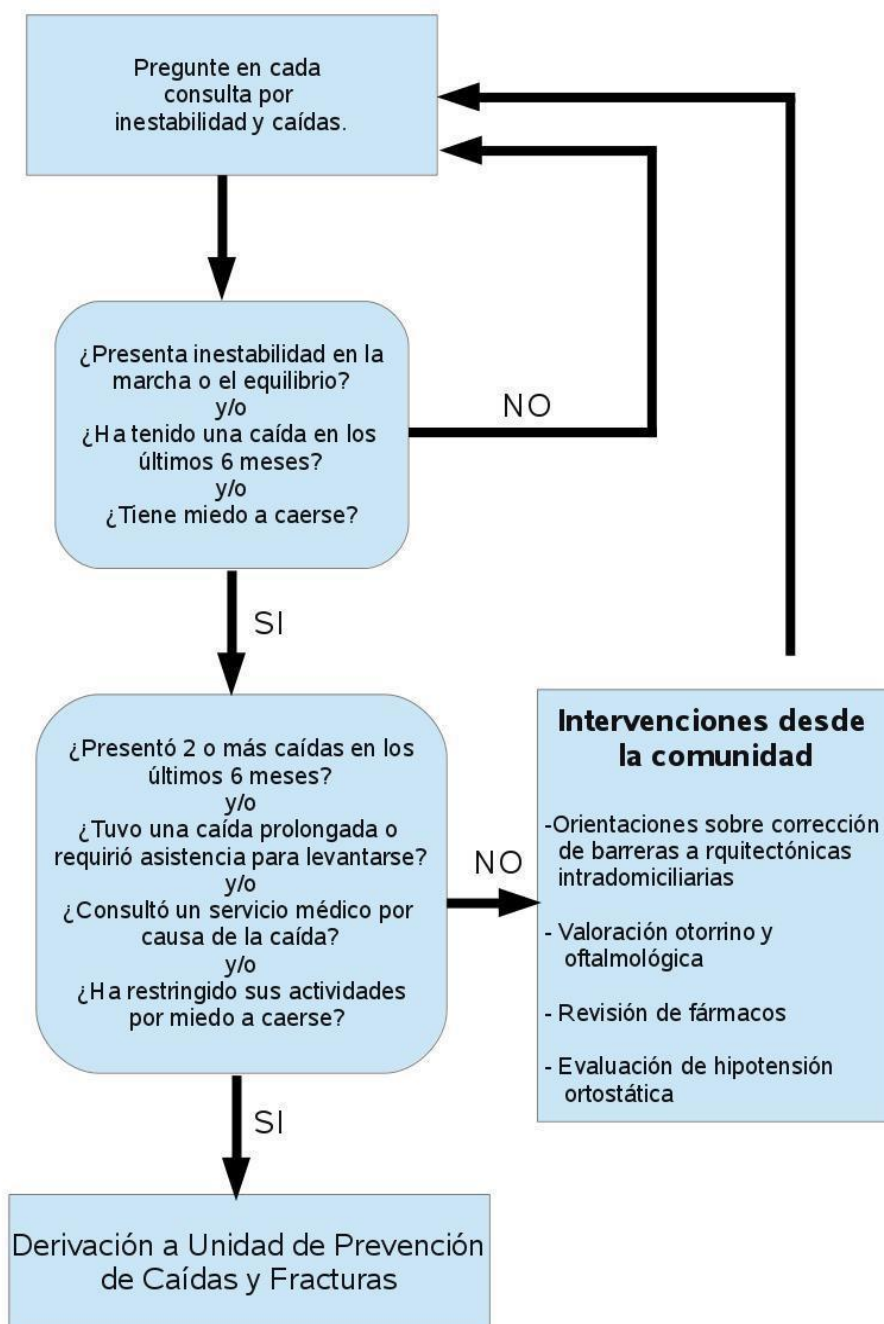 Pregunte en cada
consulta por
inestabilidad y caídas.
¿Presenta inestabilidad en la
marcha o el equilibrio?
y/o
¿Ha tenido una caída en los
últimos 6 meses?
y/o
¿Tiene miedo a caerse?
NO
SI
¿Presentó 2 o más caídas en los
últimos 6 meses?
y/o
¿Tuvo una caída prolongada o
requirió asistencia para levantarse?
y/o
¿Consultó un servicio médico por
causa de la caída?
y/o
¿Ha restringido sus actividades
por miedo a caerse?
NO
Intervenciones desde
la comunidad
-Orientaciones sobre corrección
de barreras a rquitectónicas
intradomiciliarias
- Valoración otorrino y
oftalmológica
- Revisión de fármacos
- Evaluación de hipotensión
ortostática
SI
Derivación a Unidad de Prevención
de Caídas y Fracturas